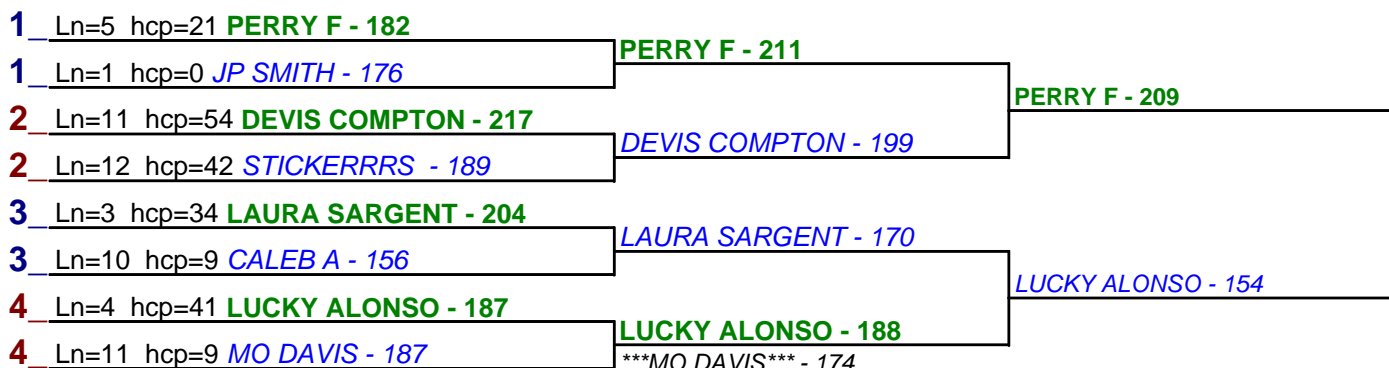 1_ Ln=5 hcp=21 PERRY F - 182
PERRY F - 211
1_ Ln=1 hcp=0 JP SMITH - 176
PERRY F - 209
2_ Ln=11 hcp=54 DEVIS COMPTON - 217
DEVIS COMPTON - 199
2_ Ln=12 hcp=42 STICKERRRS - 189
3_ Ln=3 hcp=34 LAURA SARGENT - 204
LAURA SARGENT - 170
3_ Ln=10 hcp=9 CALEB A - 156
LUCKY ALONSO - 154
4_ Ln=4 hcp=41 LUCKY ALONSO - 187
LUCKY ALONSO - 188
4_ Ln=11 hcp=9 MO DAVIS - 187
***MO DAVIS*** - 174